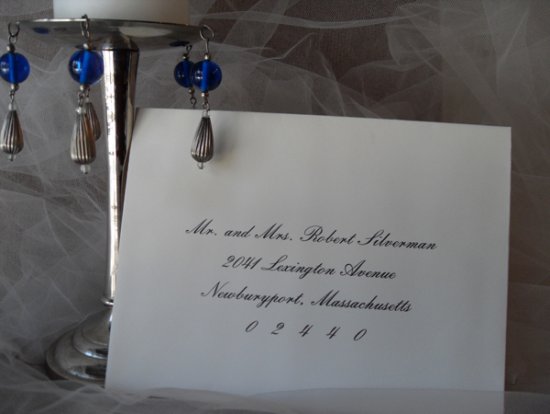 Mr. and Mrs. Robert Silverman
2041 Lexington Avenue
Newburyport, Massachusetts
0 2 4 4 0